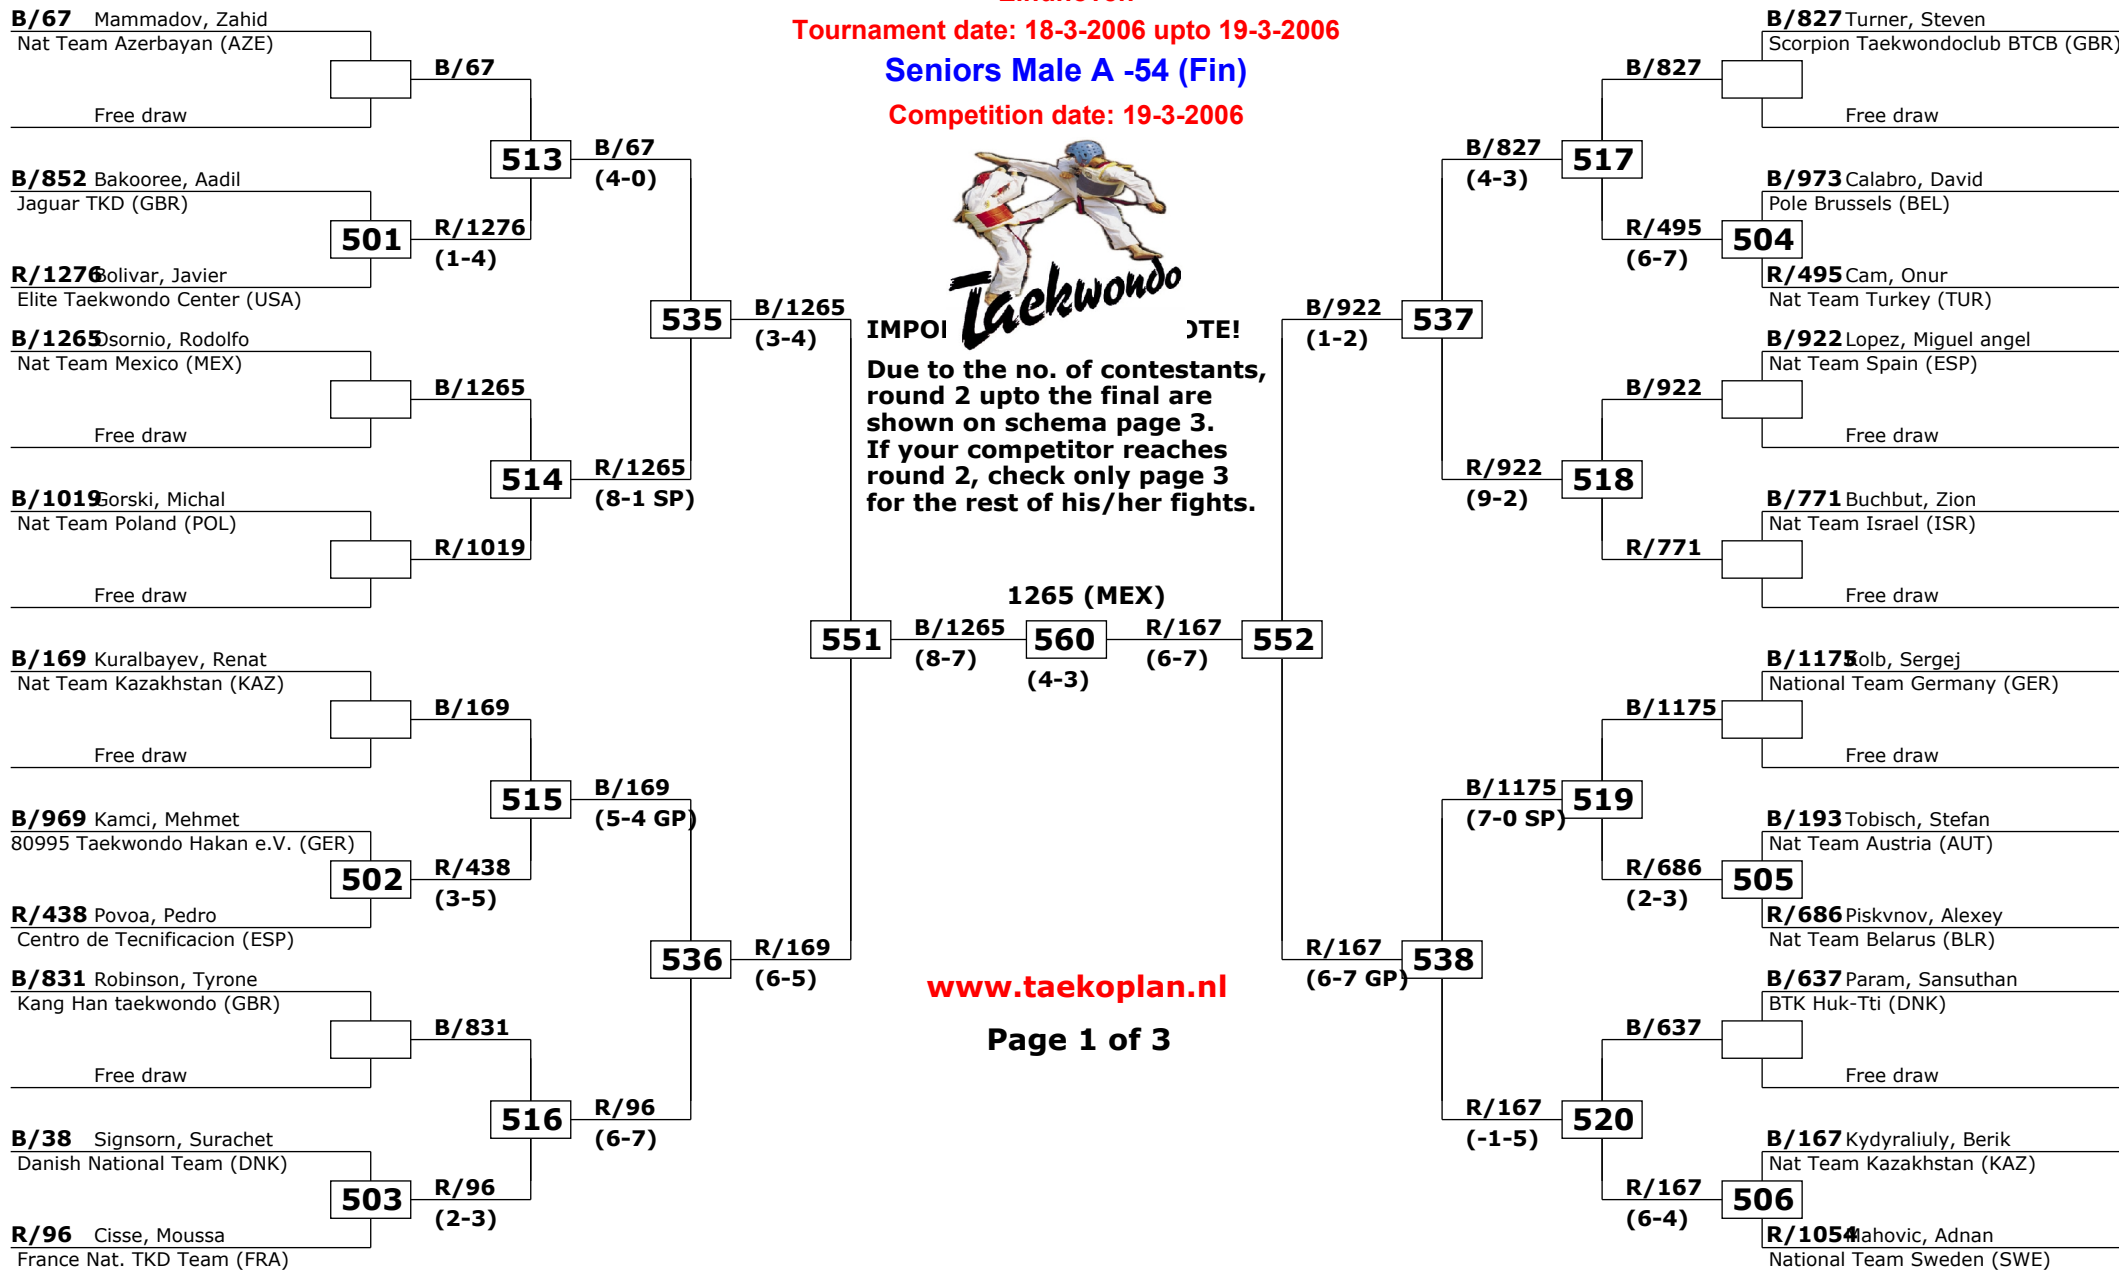 Tournament date: 18-3-2006 upto 19-3-2006
Seniors Male A -54 (Fin)
Competition date: 19-3-2006
Taekwondo
Due to the no. of contestants,
round 2 upto the final are
shown on schema page 3.
If your competitor reaches
round 2, check only page 3
for the rest of his/her fights.
B/67 Mammadov, Zahid
Nat Team Azerbayan (AZE)
Free draw
B/852 Bakooree, Aadil
Jaguar TKD (GBR)
R/1276 Bolivar, Javier
Elite Taekwondo Center (USA)
B/1265 Osornio, Rodolfo
Nat Team Mexico (MEX)
Free draw
B/1019 Gorski, Michal
Nat Team Poland (POL)
Free draw
B/169 Kuralbayev, Renat
Nat Team Kazakhstan (KAZ)
Free draw
B/969 Kamci, Mehmet
80995 Taekwondo Hakan e.V. (GER)
R/438 Povoa, Pedro
Centro de Tecnificacion (ESP)
B/831 Robinson, Tyrone
Kang Han taekwondo (GBR)
Free draw
B/38 Signsorn, Surachet
Danish National Team (DNK)
R/96 Cisse, Moussa
France Nat. TKD Team (FRA)
B/67
501
R/1276
(1-4)
B/1265
R/1019
B/169
502
R/438
(3-5)
B/831
503
R/96
(2-3)
513
B/67
(4-0)
514
R/1265
(8-1 SP)
515
B/169
(5-4 GP)
516
R/96
(6-7)
535
B/1265
(3-4)
536
R/169
(6-5)
551
B/1265
(8-7)
1265 (MEX)
560
(4-3)
R/167
(6-7)
552
B/922
(1-2)
537
R/167
(6-7 GP)
538
B/827
(4-3)
517
R/922
(9-2)
518
B/1175
(7-0 SP)
519
R/167
(-1-5)
520
B/827
R/495
(6-7)
504
B/922
R/771
B/1175
R/686
(2-3)
505
B/637
R/167
(6-4)
506
B/827 Turner, Steven
Scorpion Taekwondoclub BTCB (GBR)
Free draw
B/973 Calabro, David
Pole Brussels (BEL)
R/495 Cam, Onur
Nat Team Turkey (TUR)
B/922 Lopez, Miguel angel
Nat Team Spain (ESP)
Free draw
B/771 Buchbut, Zion
Nat Team Israel (ISR)
Free draw
B/1175 Kolb, Sergej
National Team Germany (GER)
Free draw
B/193 Tobisch, Stefan
Nat Team Austria (AUT)
R/686 Piskvnov, Alexey
Nat Team Belarus (BLR)
B/637 Param, Sansuthan
BTK Huk-Tti (DNK)
Free draw
B/167 Kydyraliuly, Berik
Nat Team Kazakhstan (KAZ)
R/1054 Mahovic, Adnan
National Team Sweden (SWE)
www.taekoplan.nl
Page 1 of 3